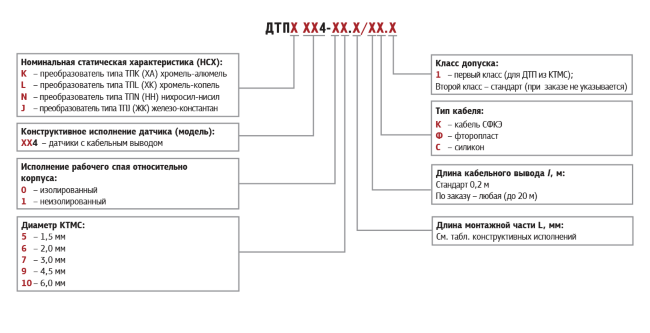 ДТПХ ХХ4-ХХ.Х/ХХ.Х
Номинальная статическая характеристика (НСХ):
К – преобразователь типа ТПК (ХА) хромель-алюмель
L – преобразователь типа ТПL (ХК) хромель-копель
N – преобразователь типа ТПN (НН) нихросил-нисил
J – преобразователь типа ТПJ (ЖК) железо-константан
Конструктивное исполнение датчика (модель):
ХХ4 – датчики с кабельным выводом
Исполнение рабочего спая относительно
корпуса:
0 – изолированный
1 – неизолированный
Диаметр КТМС:
5 – 1,5 мм
6 – 2,0 мм
7 – 3,0 мм
9 – 4,5 мм
10 – 6,0 мм
Класс допуска:
1 – первый класс (для ДТП из КТМС);
Второй класс – стандарт (при заказе не указывается)
Тип кабеля:
К – кабель СФКЭ
Ф – фторопласт
С – силикон
Длина кабельного вывода l, м:
Стандарт 0,2 м
По заказу – любая (до 20 м)
Длина монтажной части L, мм:
См. табл. конструктивных исполнений